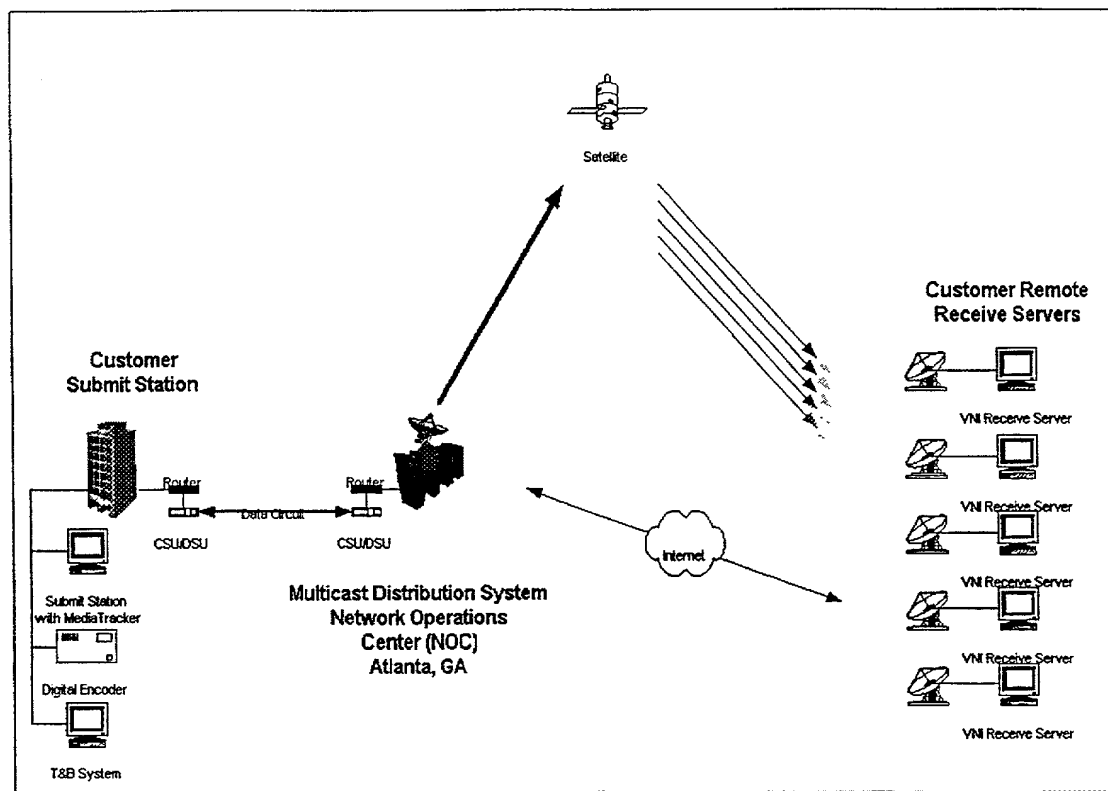 Satellite
Customer Remote
Receive Servers
Customer
Submit Station
VNI Receive Server
Router
Router
Data Circuit
CSU/DSU
CSU/DSU
Internet
VNI Receive Server
Multicast Distribution System
Network Operations
Center (NOC)
Atlanta, GA
Submit Station
with MediaTracker
VNI Receive Server
Digital Encoder
VNI Receive Server
T&B System
VNI Receive Server